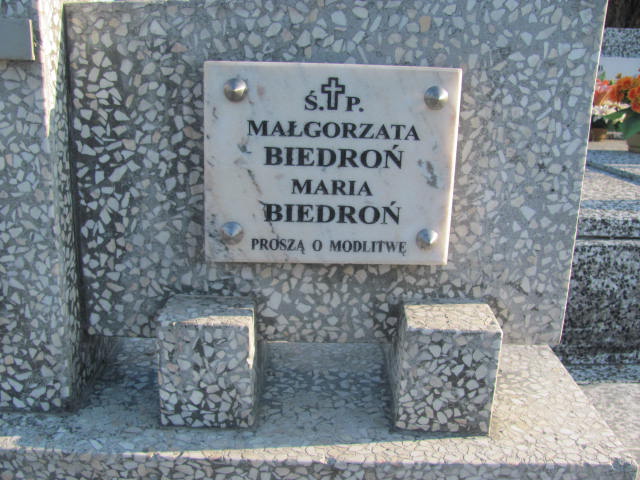 Ś.✝P.
MAŁGORZATA
BIEDROŃ
MARIA
BIEDROŃ
PROSZĄ O MODLITWĘ